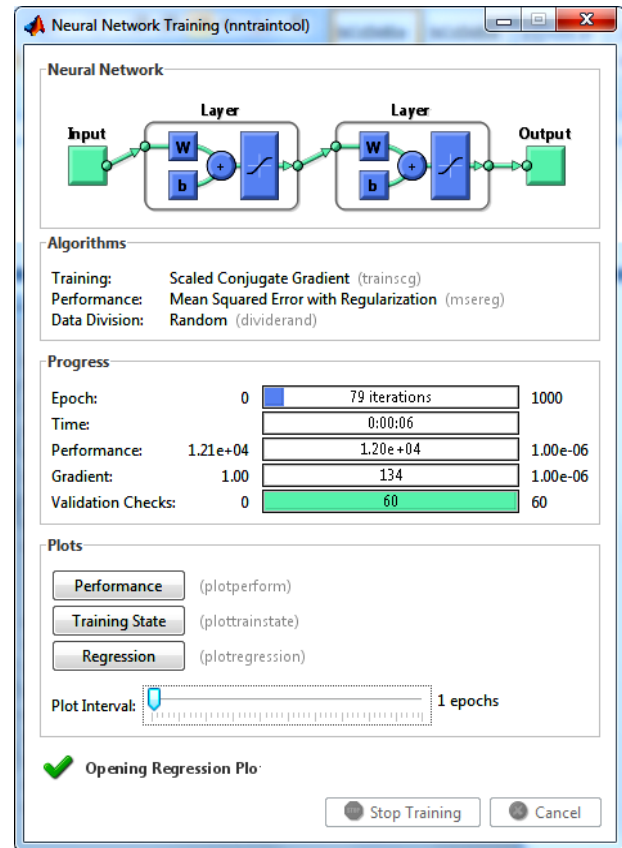 Neural Network Training (nntraintool)
Neural Network
Layer Layer
Input Output
W W
+ +
b b
Algorithms
Training: Scaled Conjugate Gradient (trainscg)
Performance: Mean Squared Error with Regularization (msereg)
Data Division: Random (dividerand)
Progress
Epoch: 0 79 iterations 1000
Time: 0:00:06
Performance: 1.21e+04 1.20e+04 1.00e-06
Gradient: 1.00 134 1.00e-06
Validation Checks: 0 60 60
Plots
Performance (plotperform)
Training State (plottrainstate)
Regression (plotregression)
Plot Interval: 1 epochs
Opening Regression Plo
Stop Training Cancel